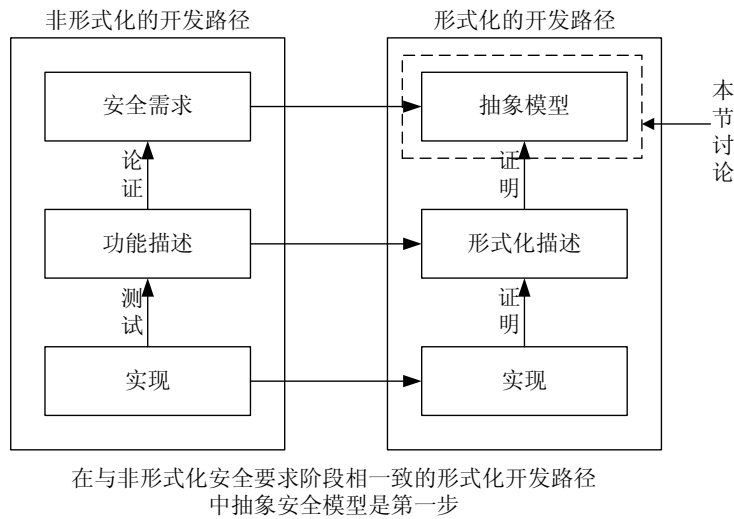 非形式化的开发路径
形式化的开发路径
安全需求
抽象模型
本节讨论
论证
证明
功能描述
形式化描述
测试
证明
实现
实现
在与非形式化安全要求阶段相一致的形式化开发路径
中抽象安全模型是第一步